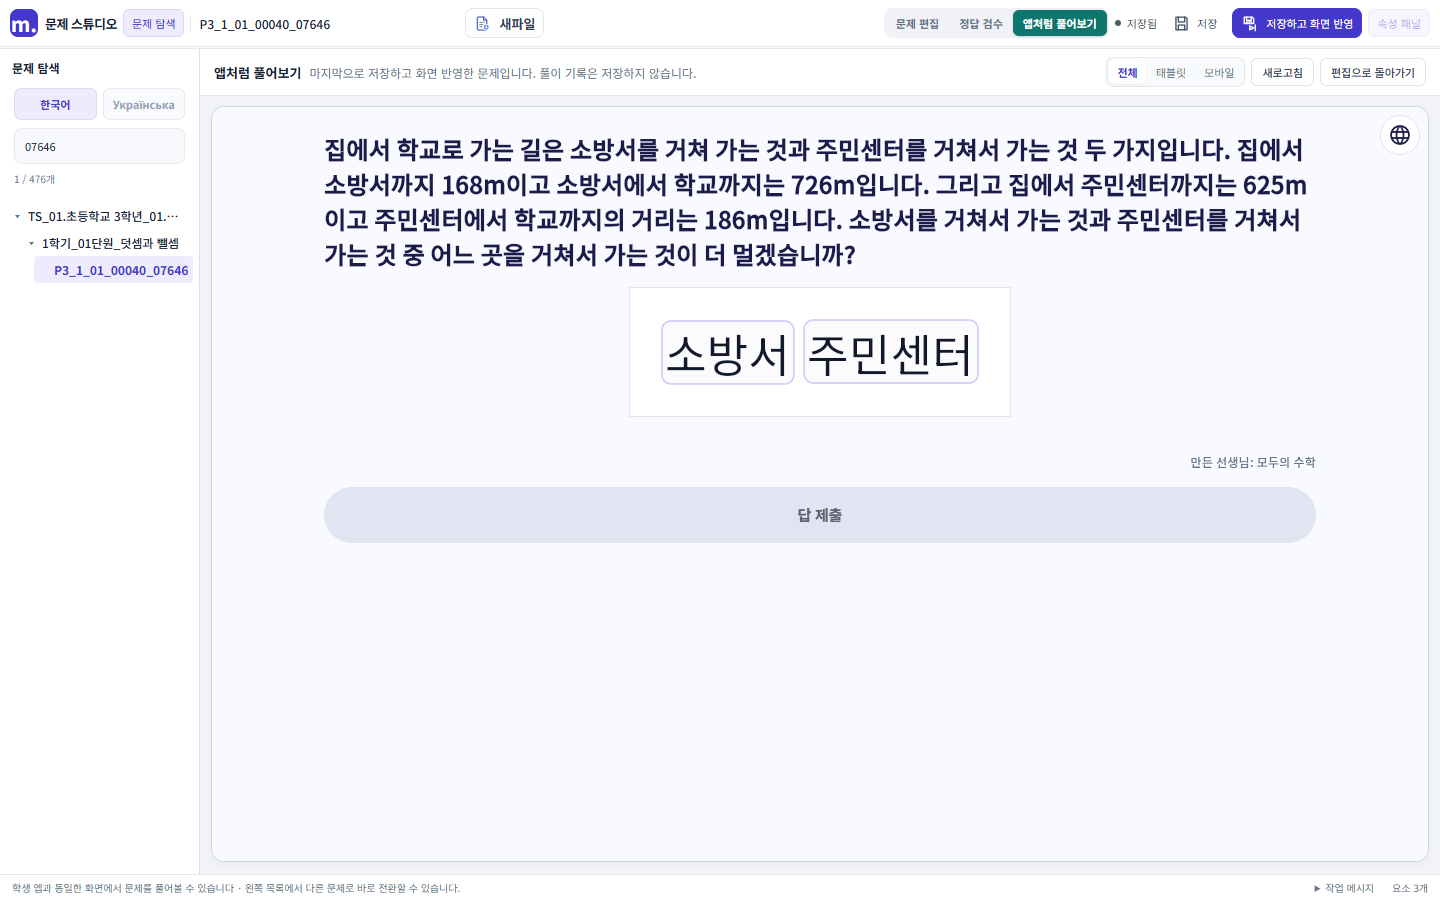 m. 문제 스튜디오 문제 탐색 P3_1_01_00040_07646 새파일 문제 편집 정답 검수 앱처럼 풀어보기 저장됨 저장 저장하고 화면 반영 속성 패널
문제 탐색
한국어 Українська
07646
1 / 476개
TS_01.초등학교 3학년_01.···
1학기_01단원_덧셈과 뺄셈
P3_1_01_00040_07646
앱처럼 풀어보기 마지막으로 저장하고 화면 반영한 문제입니다. 풀이 기록은 저장하지 않습니다. 전체 태블릿 모바일 새로고침 편집으로 돌아가기
집에서 학교로 가는 길은 소방서를 거쳐 가는 것과 주민센터를 거쳐서 가는 것 두 가지입니다. 집에서
소방서까지 168m이고 소방서에서 학교까지는 726m입니다. 그리고 집에서 주민센터까지는 625m
이고 주민센터에서 학교까지의 거리는 186m입니다. 소방서를 거쳐서 가는 것과 주민센터를 거쳐서
가는 것 중 어느 곳을 거쳐서 가는 것이 더 멀겠습니까?
소방서 주민센터
만든 선생님: 모두의 수학
답 제출
학생 앱과 동일한 화면에서 문제를 풀어볼 수 있습니다 · 왼쪽 목록에서 다른 문제로 바로 전환할 수 있습니다. ▶ 작업 메시지 요소 3개